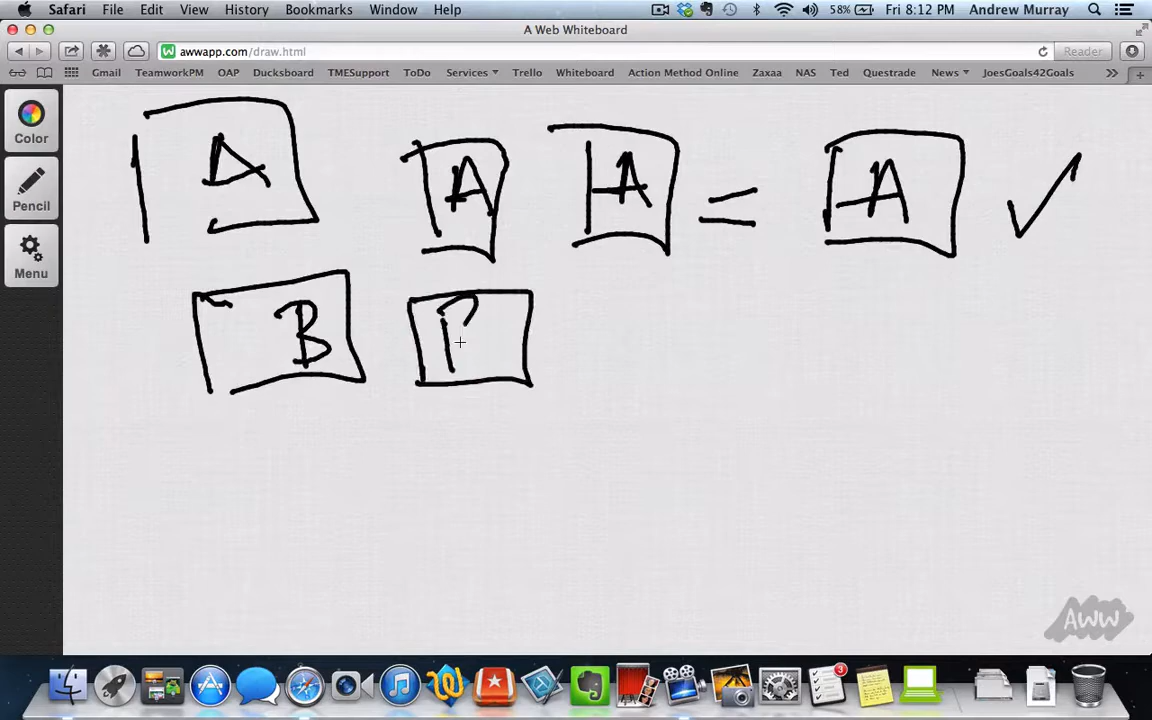 Safari File Edit View History Bookmarks Window Help 58% Fri 8:12 PM Andrew Murray
A Web Whiteboard
awwapp.com/draw.html Reader
Gmail TeamworkPM OAP Ducksboard TMESupport ToDo Services Trello Whiteboard Action Method Online Zaxaa NAS Ted Questrade News JoesGoals42Goals
Color
Pencil
Menu
A A A = A
B
AWW
3